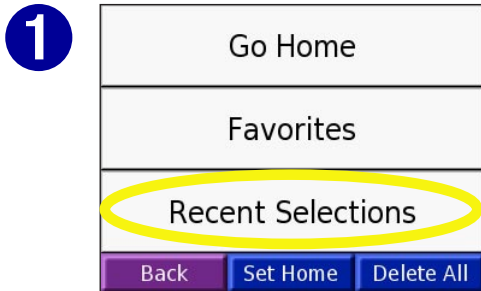 1
Go Home
Favorites
Recent Selections
Back Set Home Delete All